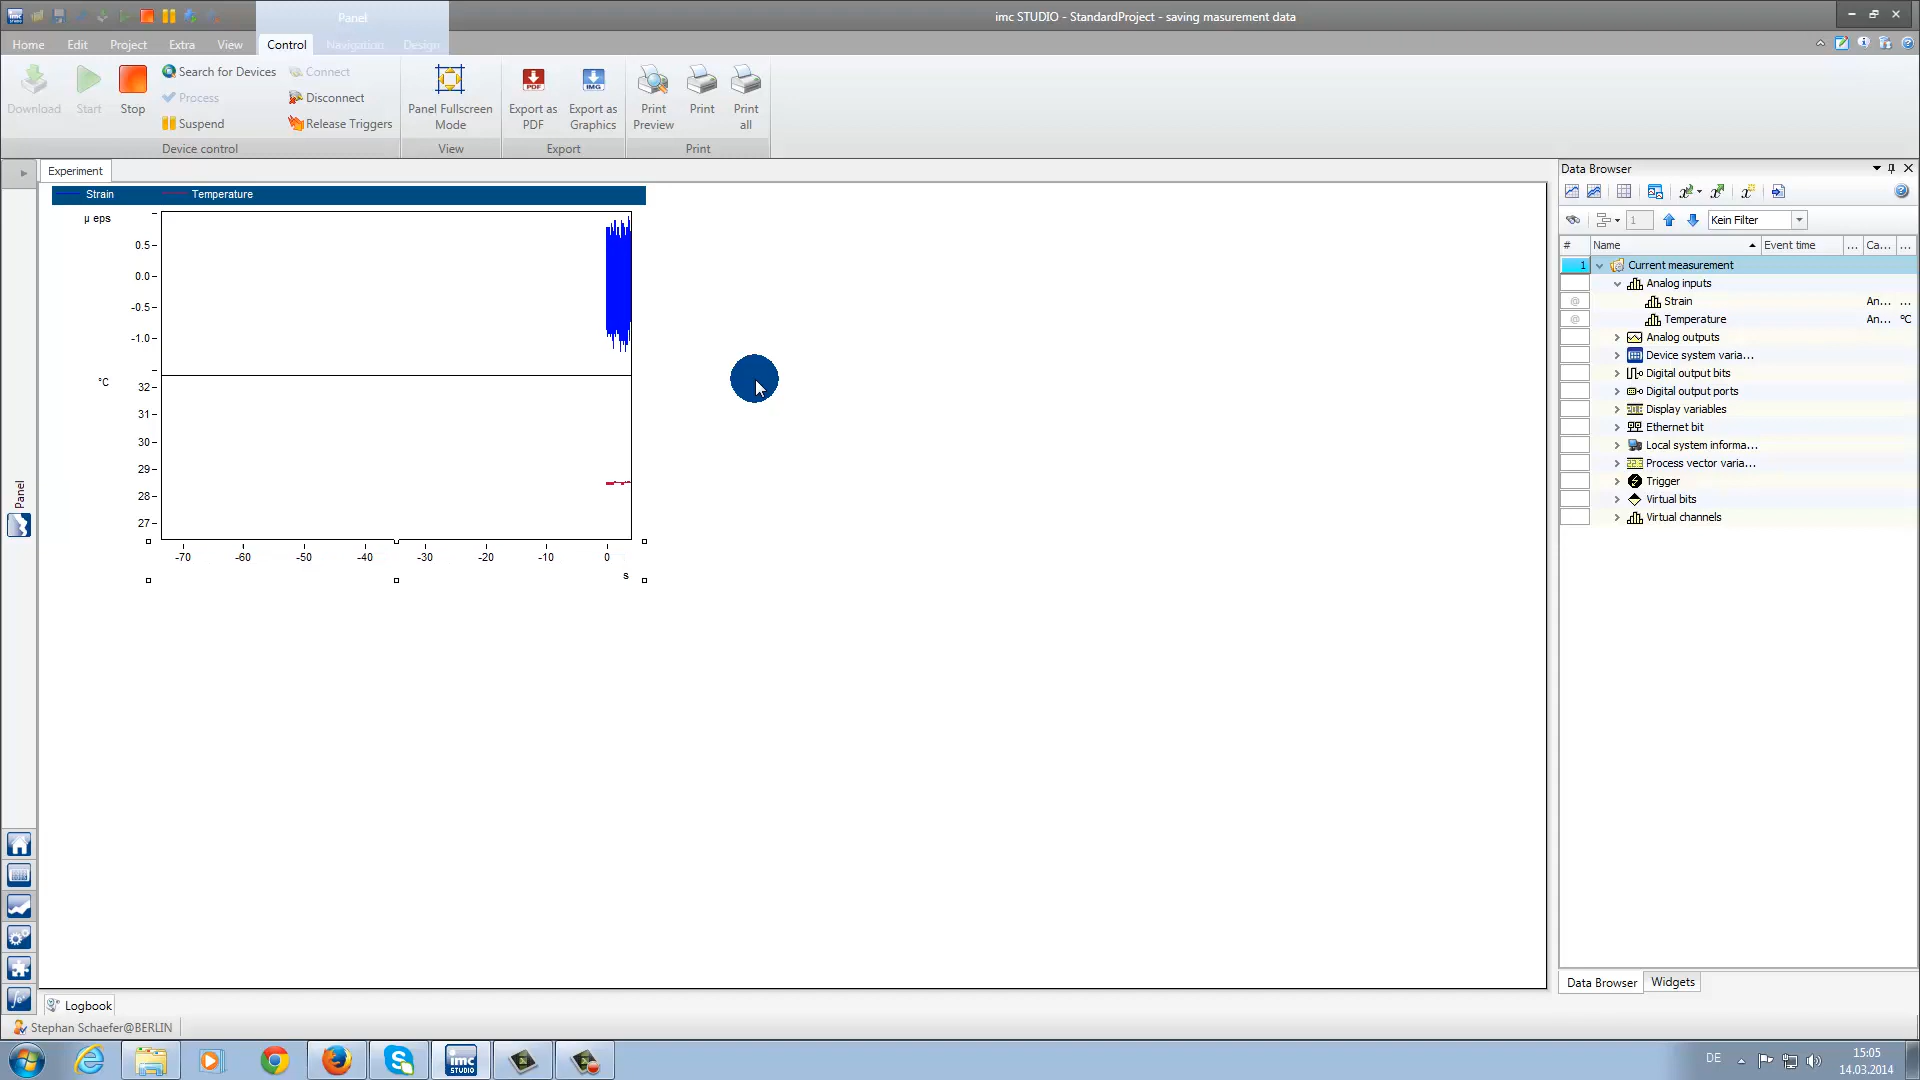 Panel
imc STUDIO - StandardProject - saving masurement data
Home Edit Project Extra View Control Navigation Design
Download Start Stop
Search for Devices
Process
Suspend
Connect
Disconnect
Release Triggers
Device control
Panel Fullscreen
Mode
View
Export as
PDF
Export as
Graphics
Export
Print
Preview
Print
Print
all
Print
Experiment
Strain Temperature
µ eps
0.5
0.0
-0.5
-1.0
°C
32
31
30
29
28
27
-70 -60 -50 -40 -30 -20 -10 0
s
Panel
Data Browser
1 Kein Filter
# Name Event time ... Ca... ...
1 Current measurement
Analog inputs
@ Strain An... ...
@ Temperature An... °C
Analog outputs
Device system varia...
Digital output bits
Digital output ports
Display variables
Ethernet bit
Local system informa...
Process vector varia...
Trigger
Virtual bits
Virtual channels
Data Browser Widgets
Logbook
Stephan Schaefer@BERLIN
imc
STUDIO
DE
15:05
14.03.2014